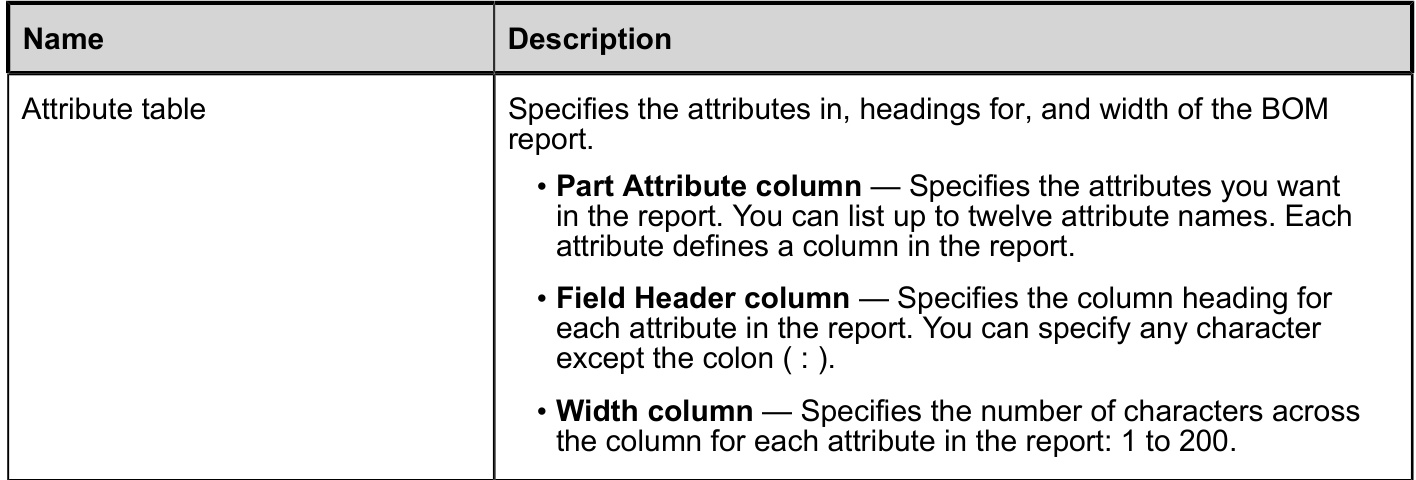 Name
Description
Attribute table
Specifies the attributes in, headings for, and width of the BOM
report.
• Part Attribute column — Specifies the attributes you want
in the report. You can list up to twelve attribute names. Each
attribute defines a column in the report.
• Field Header column — Specifies the column heading for
each attribute in the report. You can specify any character
except the colon ( : ).
• Width column — Specifies the number of characters across
the column for each attribute in the report: 1 to 200.